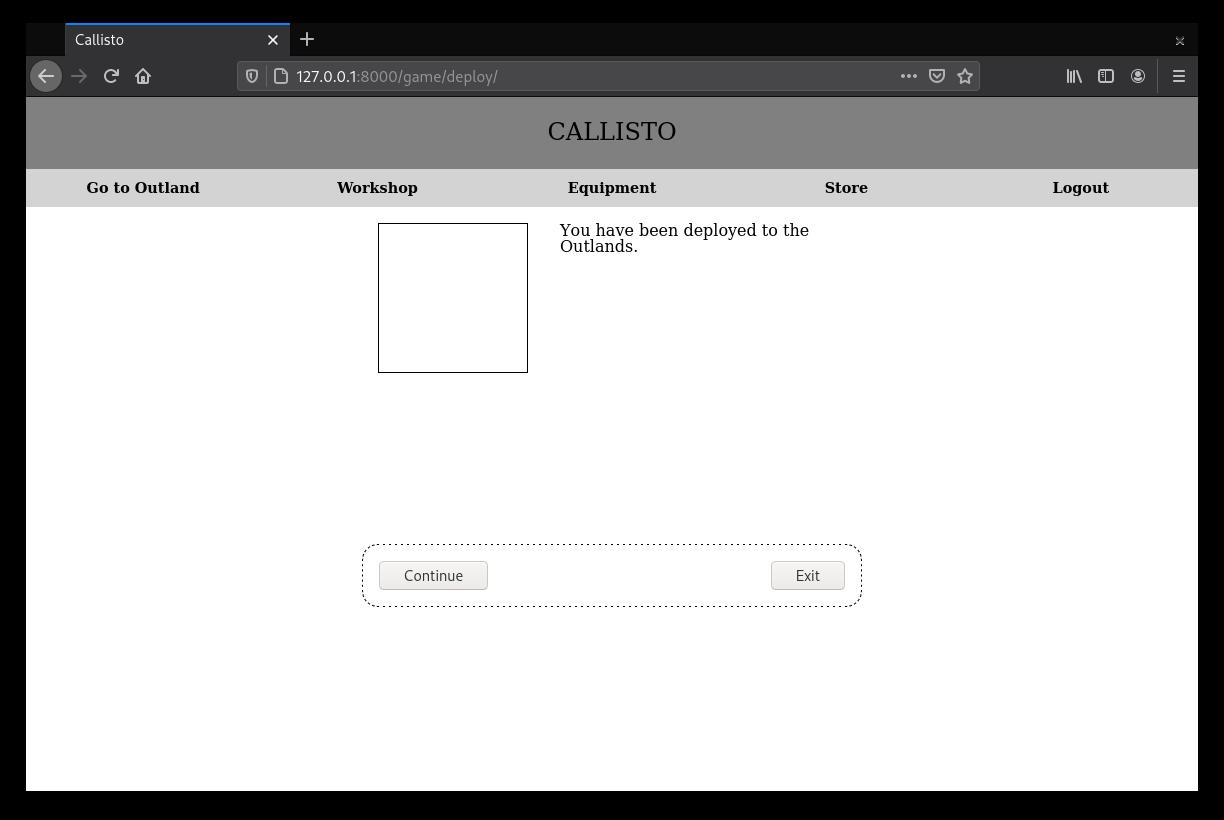 Callisto
127.0.0.1:8000/game/deploy/
CALLISTO
Go to Outland Workshop Equipment Store Logout
You have been deployed to the
Outlands.
Continue Exit